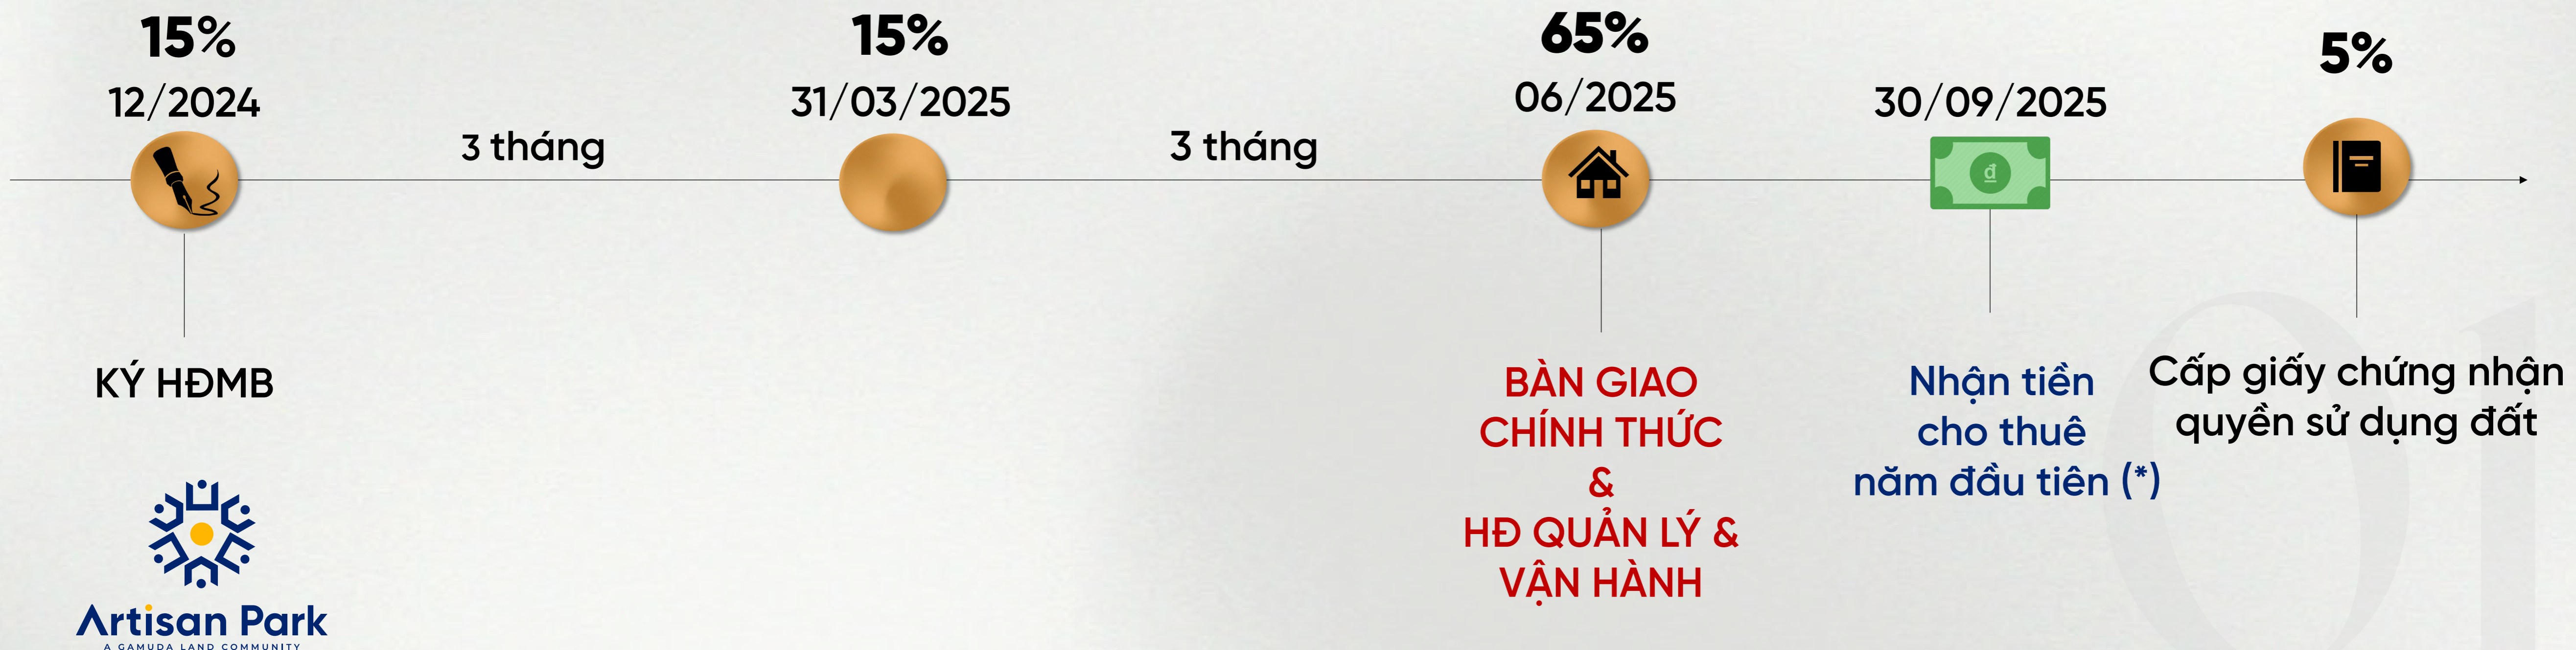 15%
12/2024
3 tháng
15%
31/03/2025
3 tháng
65%
06/2025
30/09/2025
đ
5%
KÝ HĐMB
BÀN GIAO
CHÍNH THỨC
&
HĐ QUẢN LÝ &
VẬN HÀNH
Nhận tiền
cho thuê
năm đầu tiên (*)
Cấp giấy chứng nhận
quyền sử dụng đất
01
Artisan Park
A GAMUDA LAND COMMUNITY